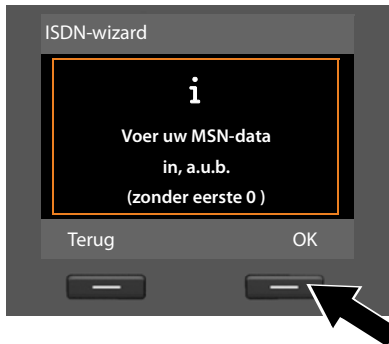 ISDN-wizard
i
Voer uw MSN-data
in, a.u.b.
(zonder eerste 0 )
Terug OK